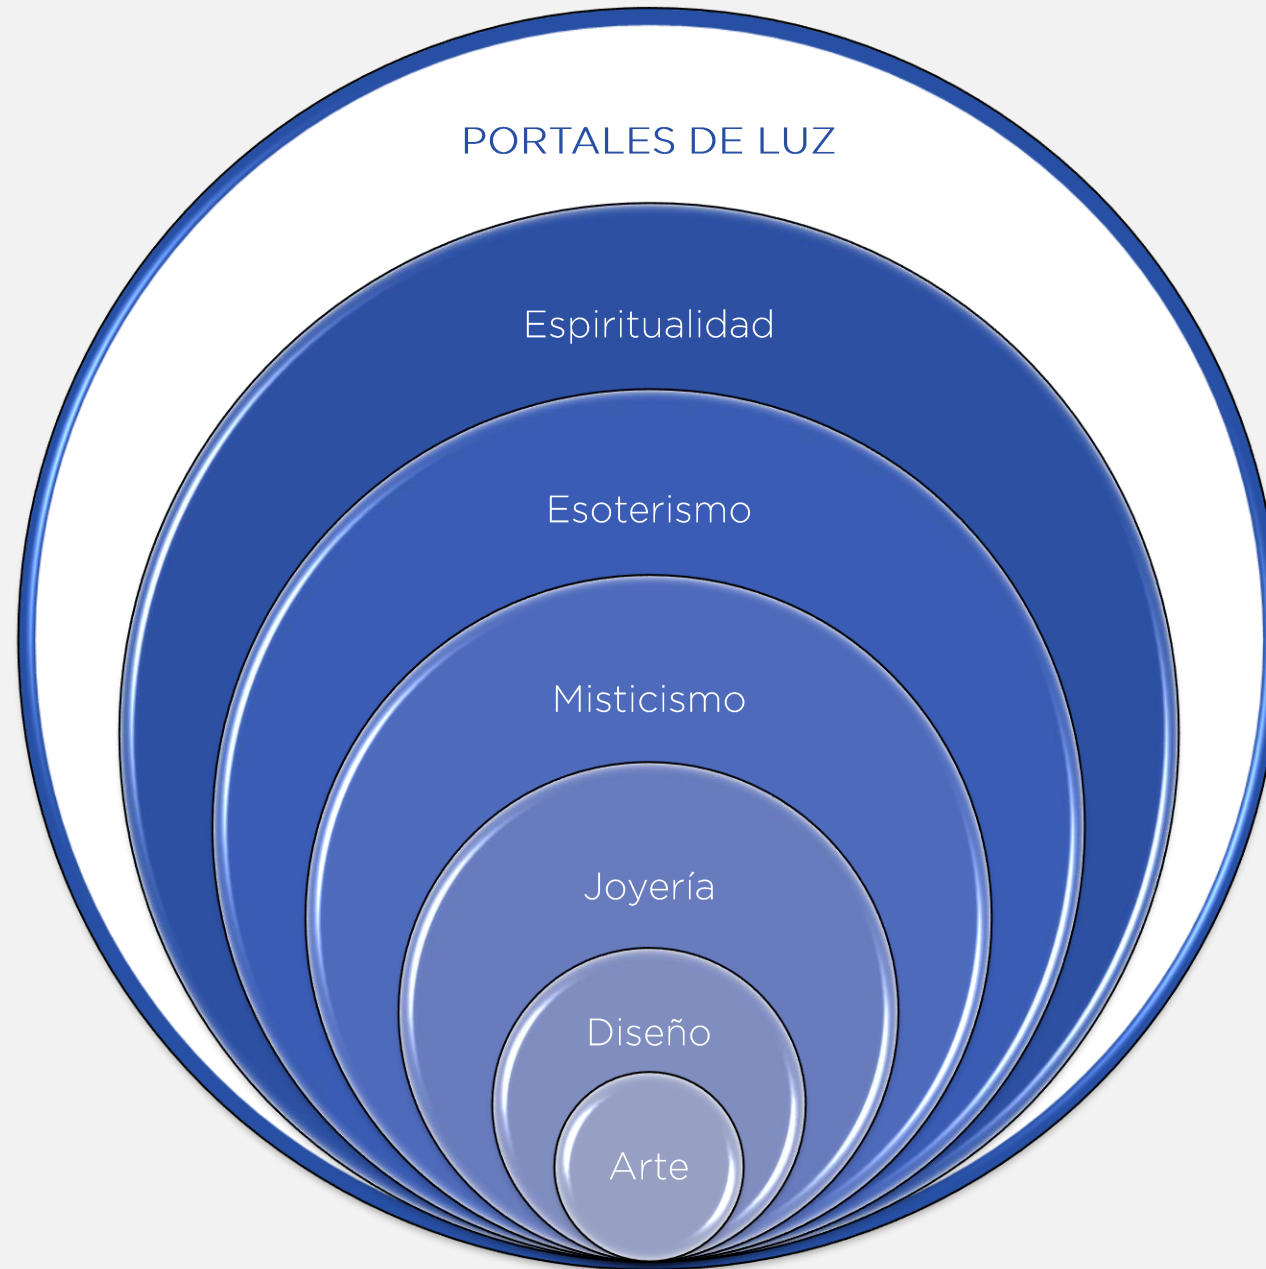 PORTALES DE LUZ
Espiritualidad
Esoterismo
Misticismo
Joyería
Diseño
Arte